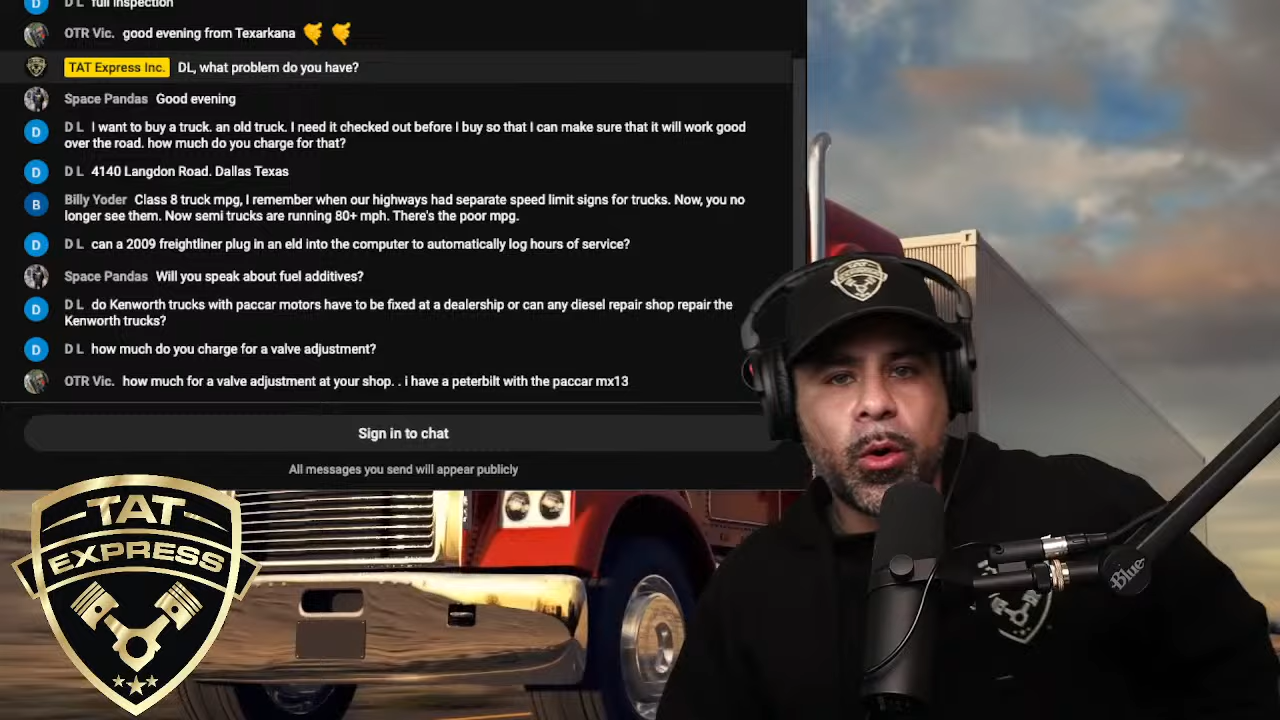 D L full inspection
OTR Vic. good evening from Texarkana
TAT Express Inc. DL, what problem do you have?
Space Pandas Good evening
D
D L I want to buy a truck. an old truck. I need it checked out before I buy so that I can make sure that it will work good
over the road. how much do you charge for that?
D
D L 4140 Langdon Road. Dallas Texas
B
Billy Yoder Class 8 truck mpg, I remember when our highways had separate speed limit signs for trucks. Now, you no
longer see them. Now semi trucks are running 80+ mph. There's the poor mpg.
D
D L can a 2009 freightliner plug in an eld into the computer to automatically log hours of service?
Space Pandas Will you speak about fuel additives?
D
D L do Kenworth trucks with paccar motors have to be fixed at a dealership or can any diesel repair shop repair the
Kenworth trucks?
D
D L how much do you charge for a valve adjustment?
OTR Vic. how much for a valve adjustment at your shop. . i have a peterbilt with the paccar mx13
Sign in to chat
All messages you send will appear publicly
TAT
EXPRESS
TAT
EXPRESS
Blue